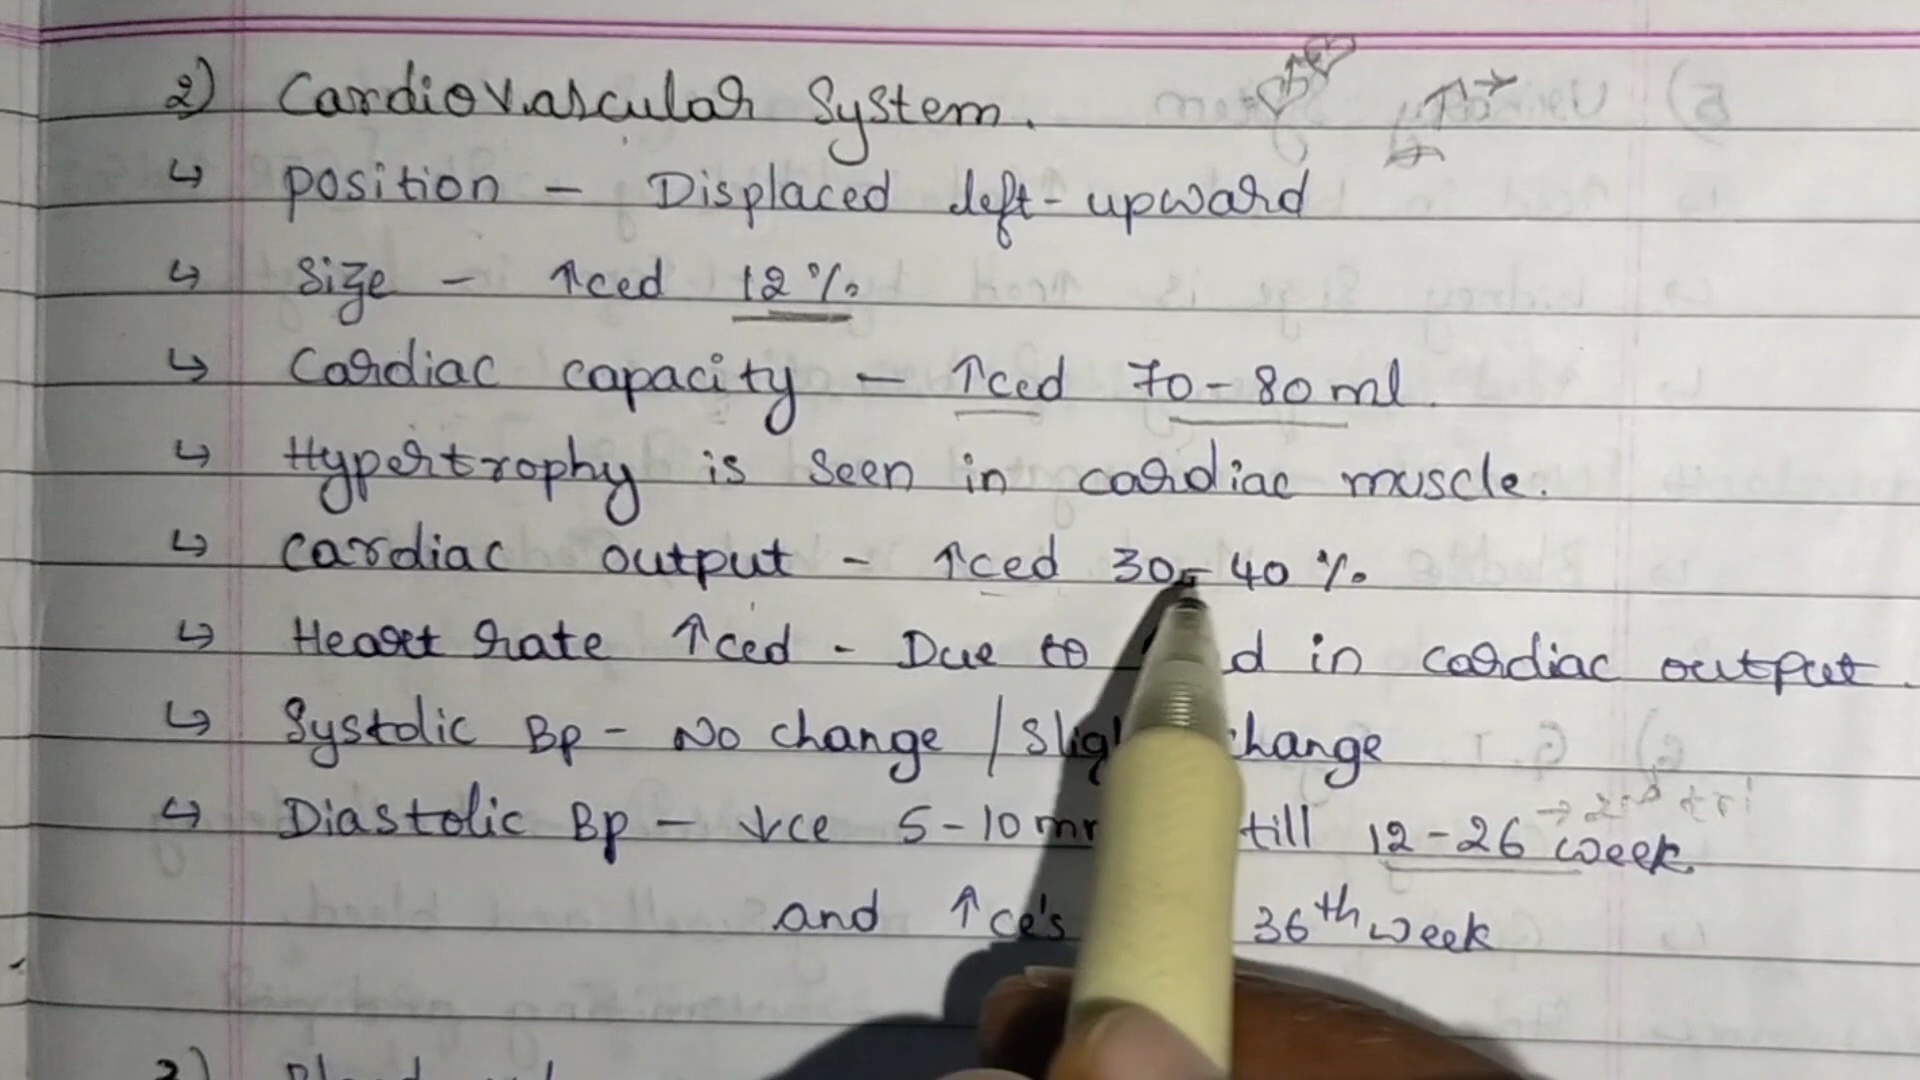 2) Cardiovascular System.
↳ position - Displaced left-upward
↳ Size - ↑ced 12%
↳ Cardiac capacity - ↑ced 70-80ml.
↳ Hypertrophy is seen in cardiac muscle.
↳ Cardiac output - ↑ced 30-40%
↳ Heart rate ↑ced - Due to d in cardiac output.
↳ Systolic Bp - No change / change
↳ Diastolic Bp - ↓ce 5-10 till 12-26 week
and ↑ce's 36th week